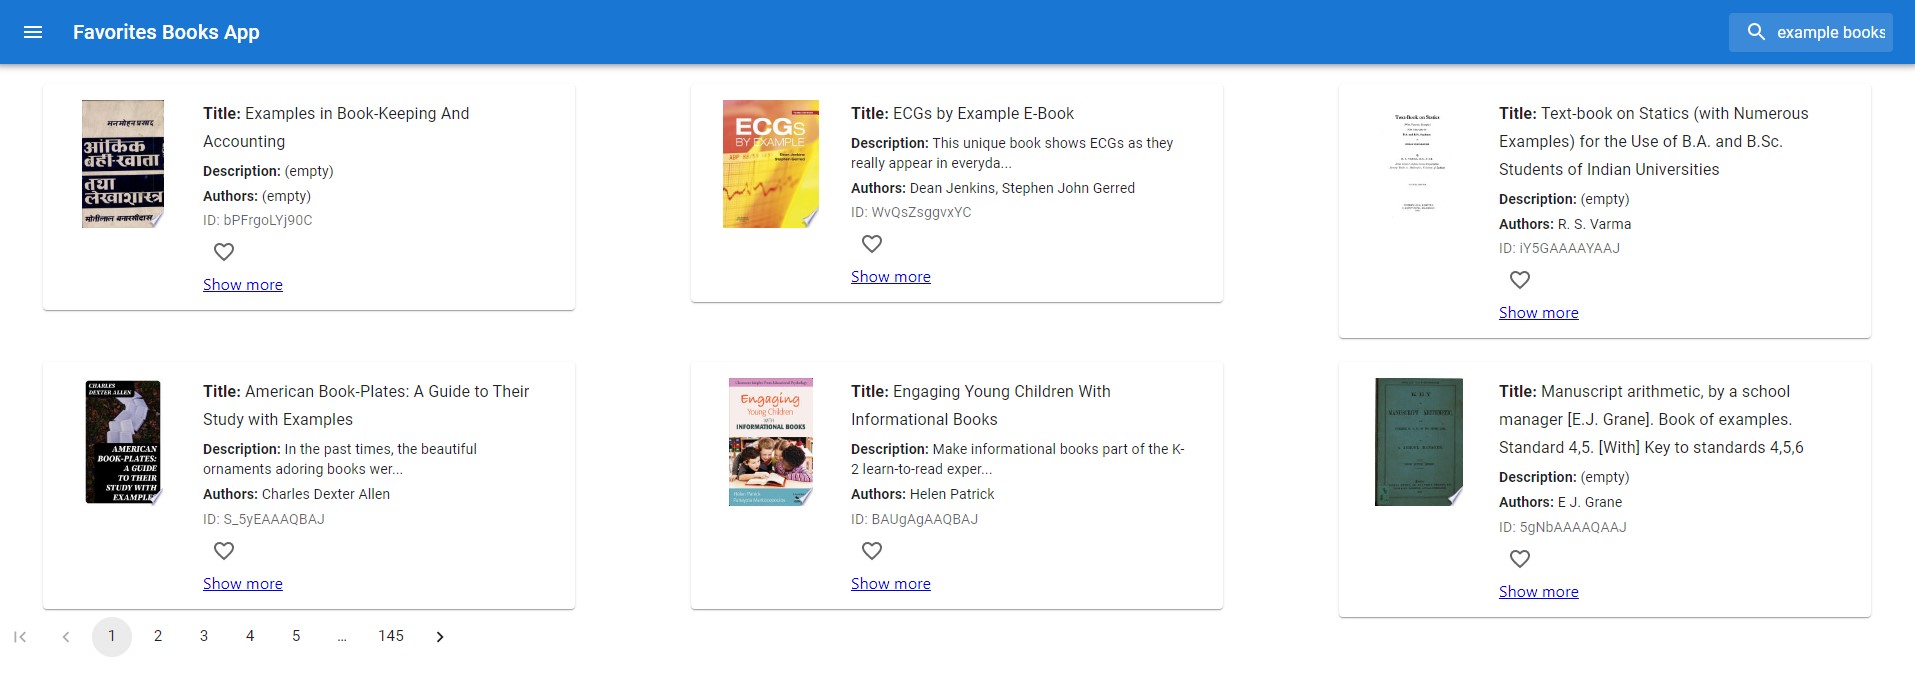 Favorites Books App
example books
मनमोहन प्रसाद
आंकिक
बही-खाता
तथा
लेखाशास्त्र
मोतीलाल बनारसीदास
Title: Examples in Book-Keeping And
Accounting
Description: (empty)
Authors: (empty)
ID: bPFrgoLYj90C
Show more
ECGs
BY EXAMPLE
Dean Jenkins
Stephen Gerred
Title: ECGs by Example E-Book
Description: This unique book shows ECGs as they
really appear in everyda...
Authors: Dean Jenkins, Stephen John Gerred
ID: WvQsZsggvxYC
Show more
Text-Book on Statics
Title: Text-book on Statics (with Numerous
Examples) for the Use of B.A. and B.Sc.
Students of Indian Universities
Description: (empty)
Authors: R. S. Varma
ID: iY5GAAAAYAAJ
Show more
CHARLES
DEXTER ALLEN
AMERICAN
BOOK-PLATES:
A GUIDE
TO THEIR
STUDY WITH
EXAMPLES
Title: American Book-Plates: A Guide to Their
Study with Examples
Description: In the past times, the beautiful
ornaments adoring books wer...
Authors: Charles Dexter Allen
ID: S_5yEAAAQBAJ
Show more
Engaging
Young Children
WITH
INFORMATIONAL BOOKS
Helen Patrick
Title: Engaging Young Children With
Informational Books
Description: Make informational books part of the K-
2 learn-to-read exper...
Authors: Helen Patrick
ID: BAUgAgAAQBAJ
Show more
KEY
MANUSCRIPT ARITHMETIC,
Title: Manuscript arithmetic, by a school
manager [E.J. Grane]. Book of examples.
Standard 4,5. [With] Key to standards 4,5,6
Description: (empty)
Authors: E J. Grane
ID: 5gNbAAAAQAAJ
Show more
1 2 3 4 5 ... 145